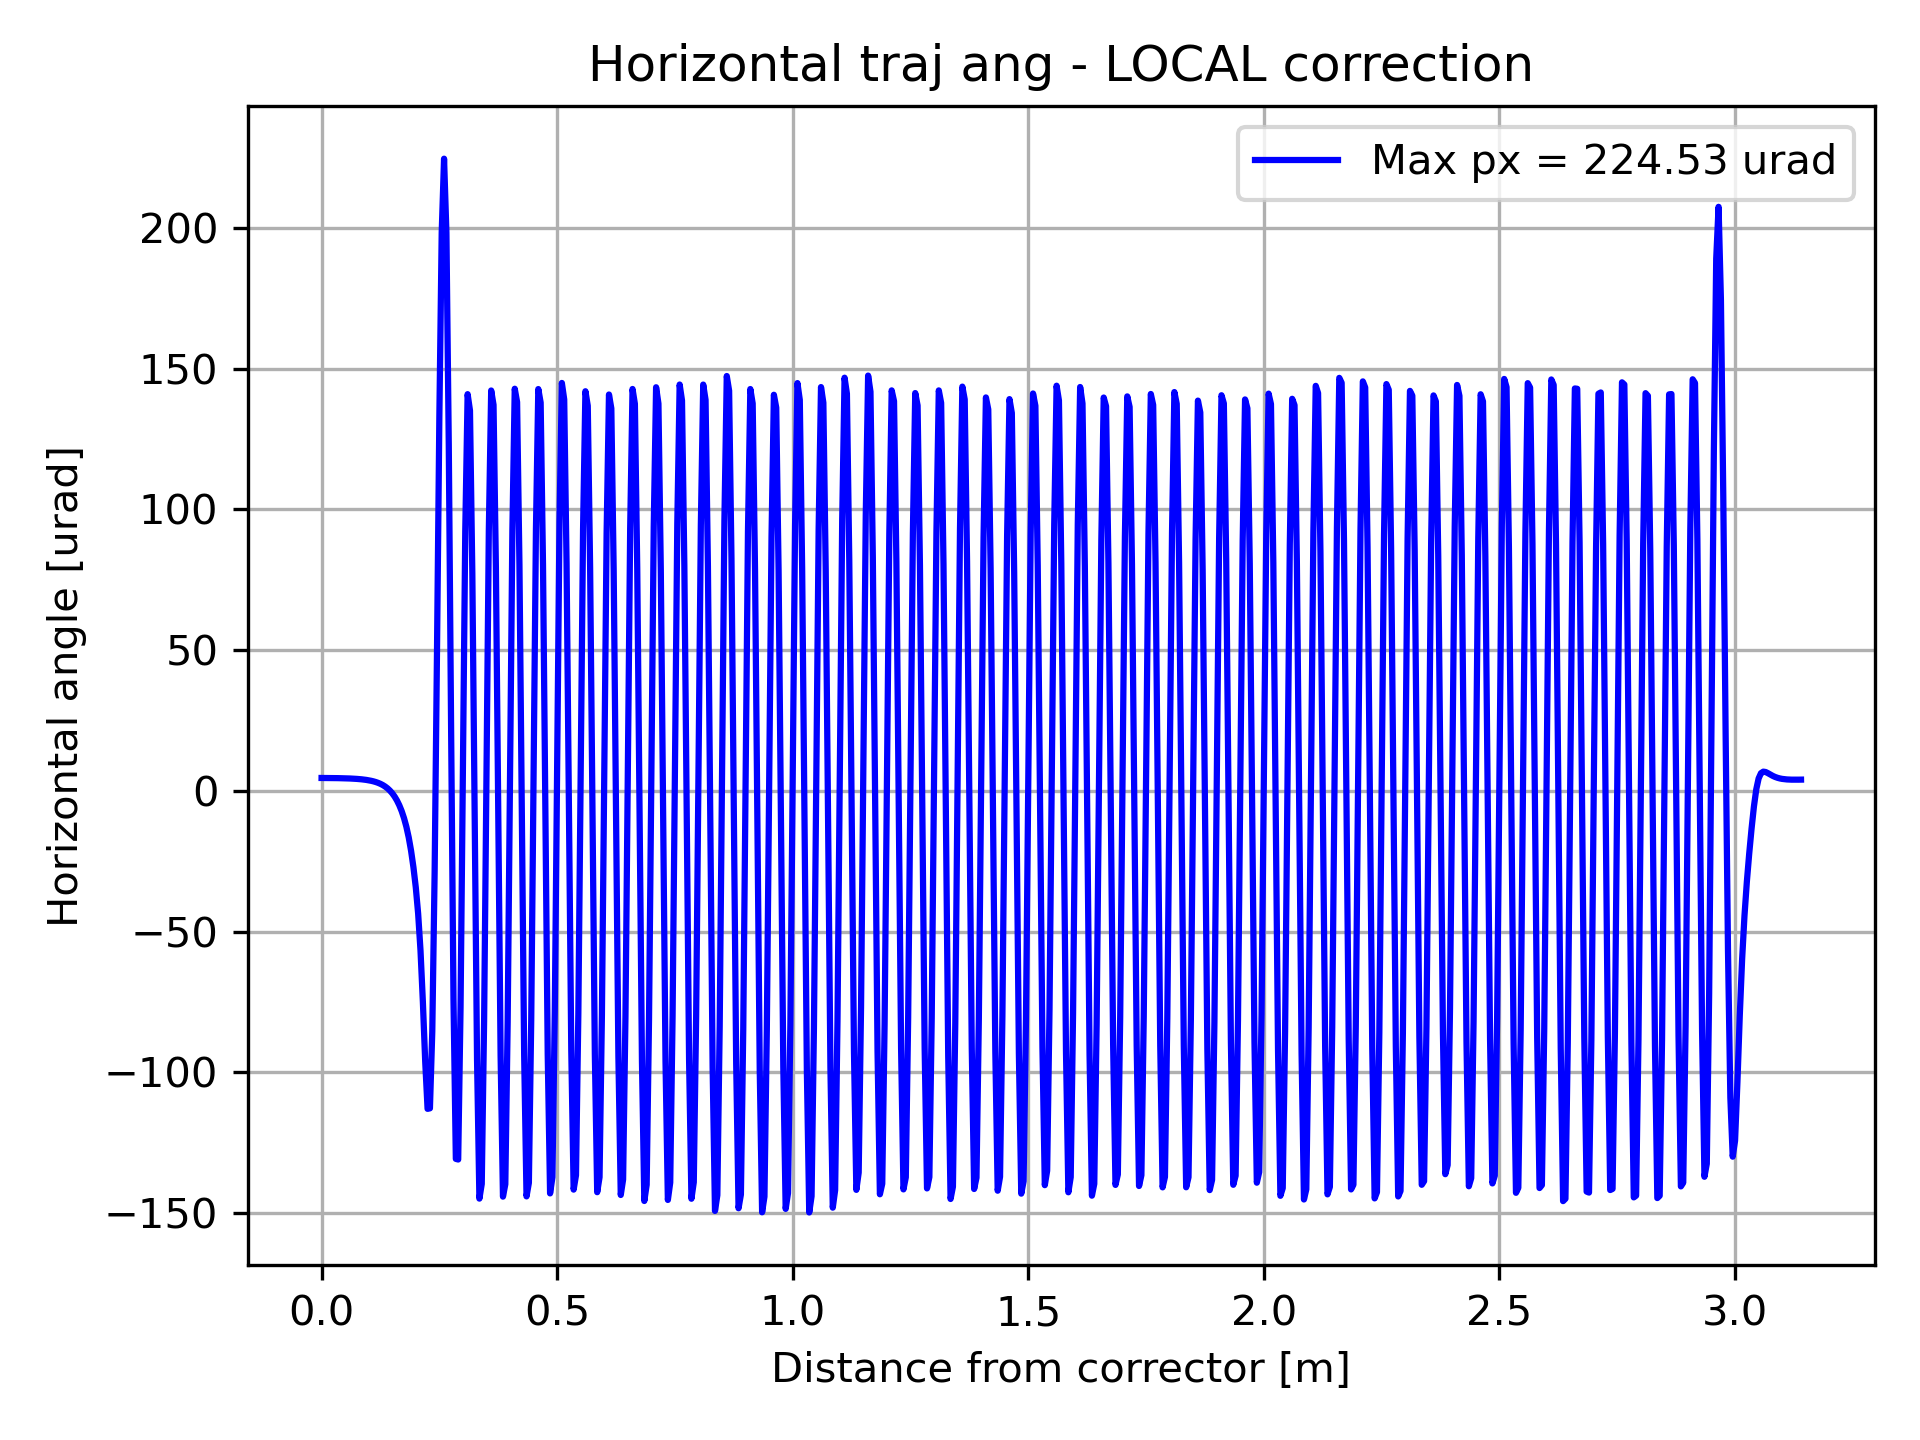 Horizontal traj ang - LOCAL correction
Max px = 224.53 urad
Horizontal angle [urad]
200
150
100
50
0
−50
−100
−150
0.0 0.5 1.0 1.5 2.0 2.5 3.0
Distance from corrector [m]